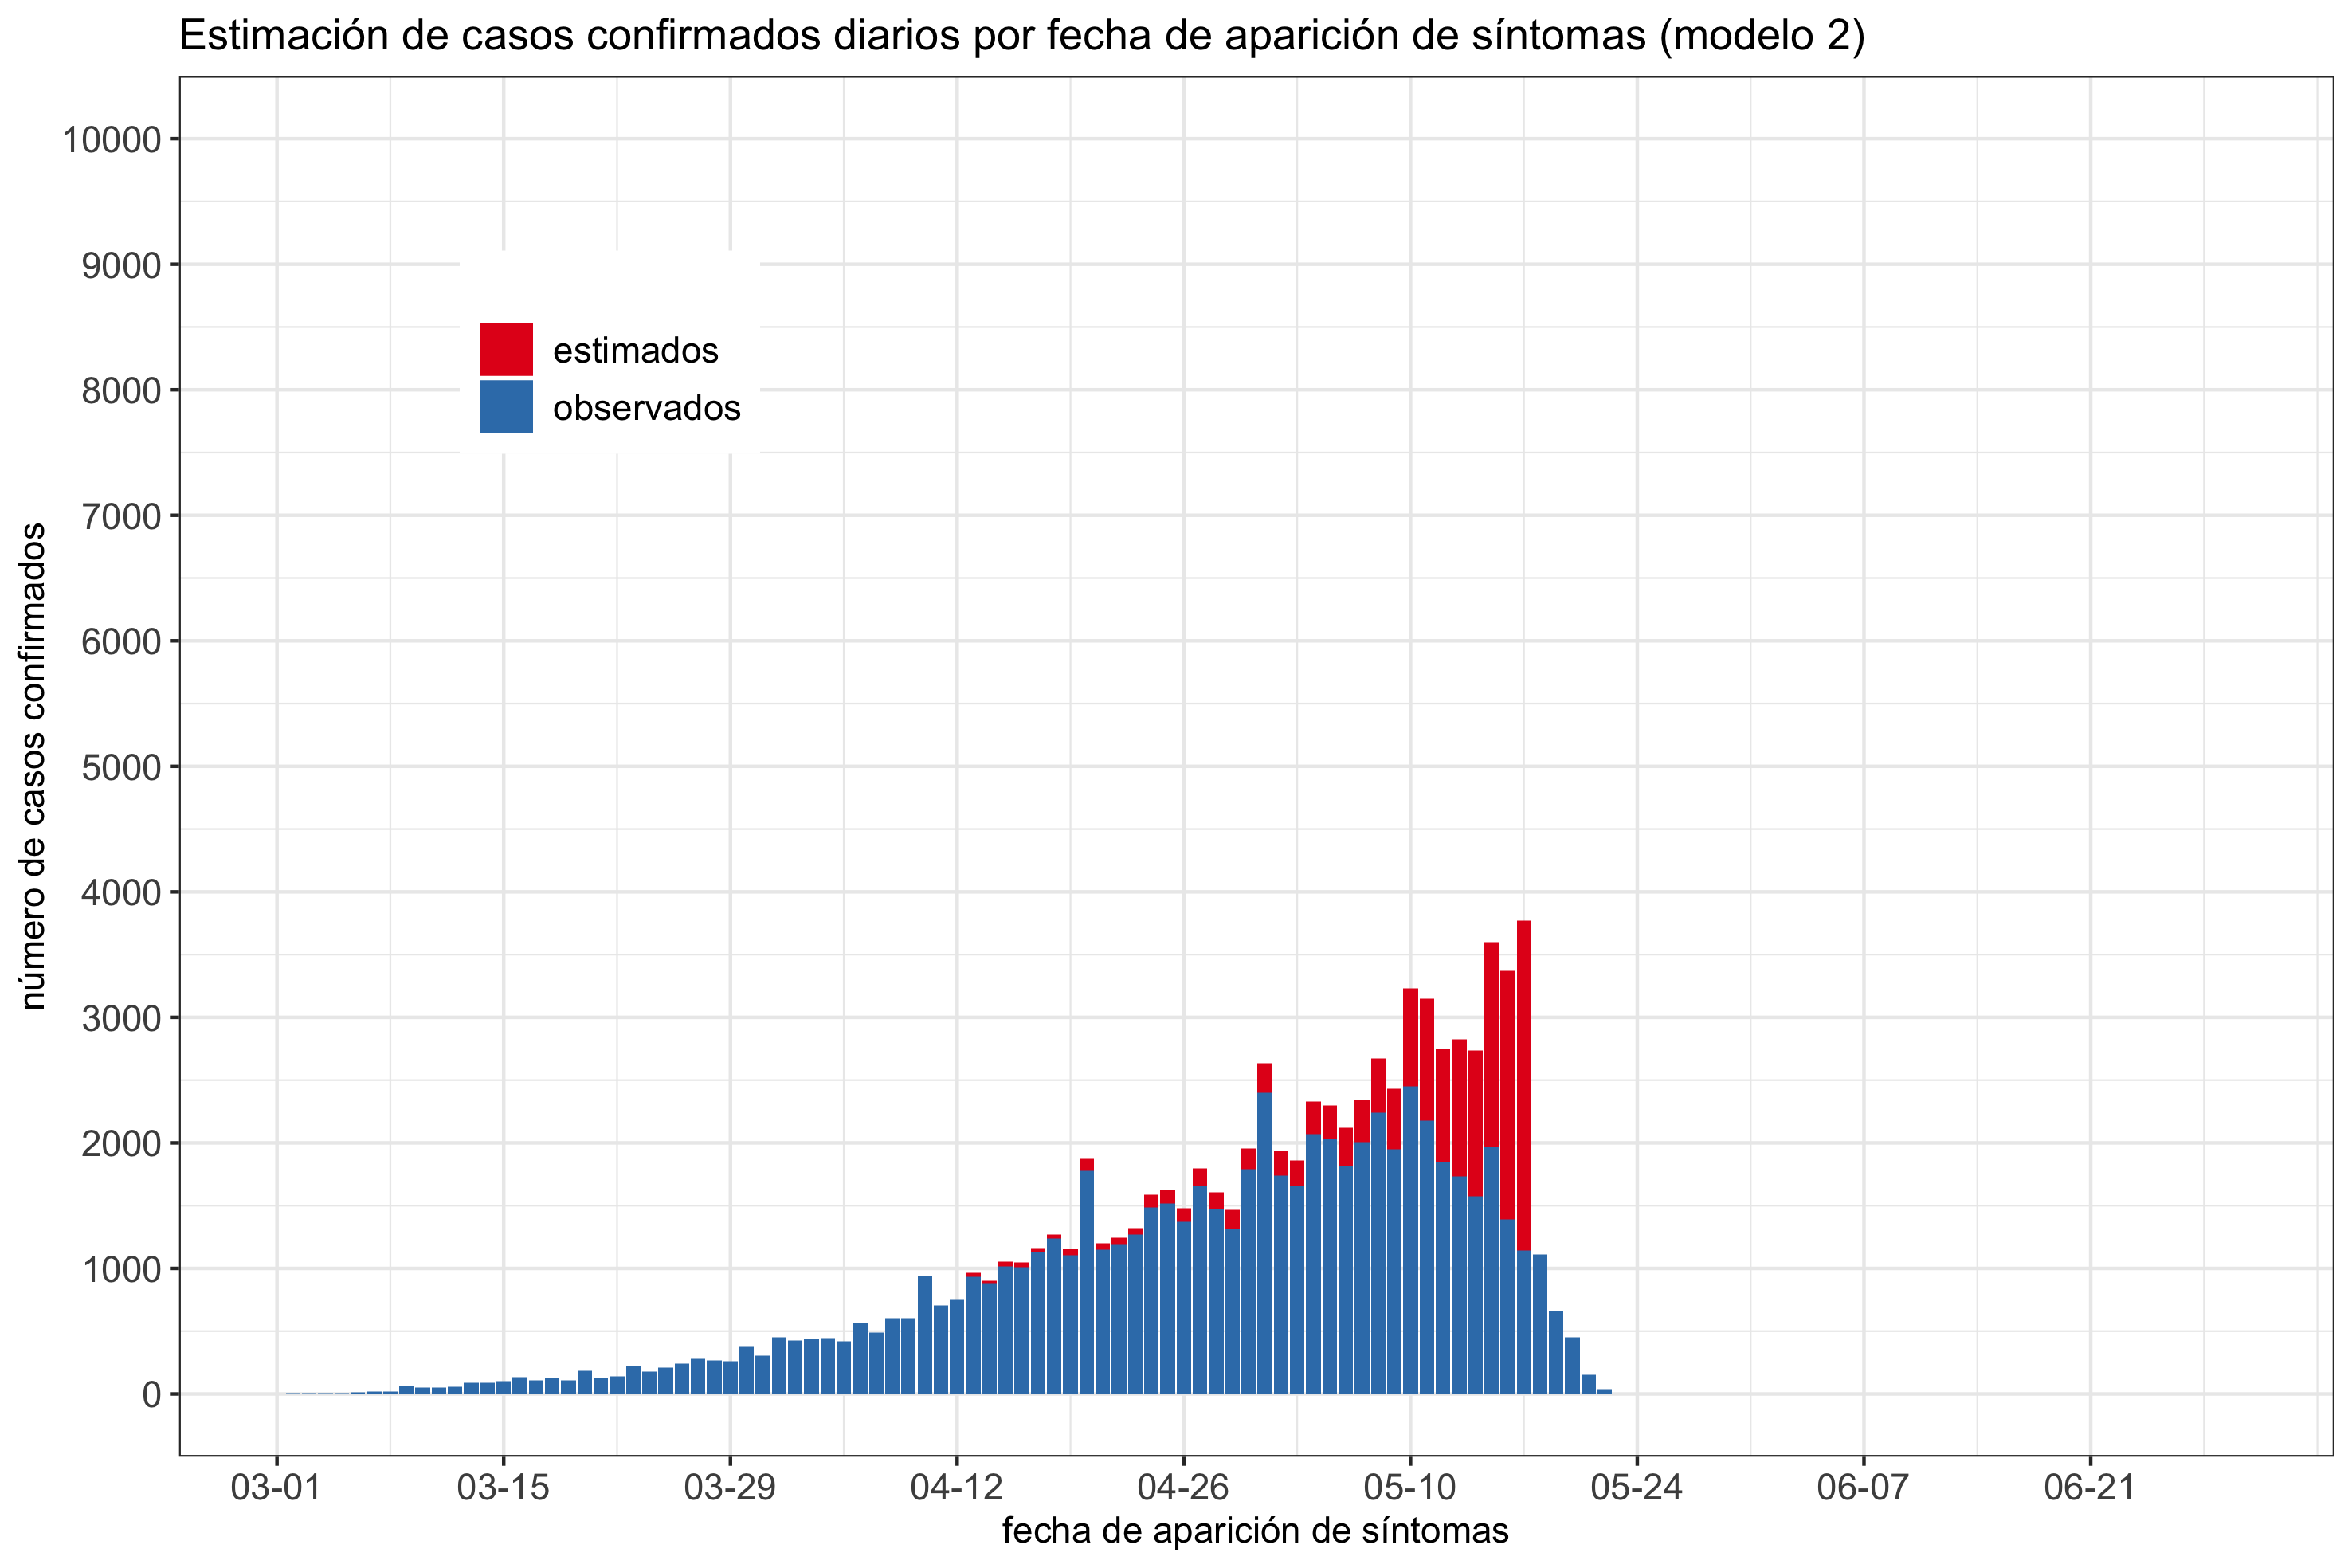 Estimación de casos confirmados diarios por fecha de aparición de síntomas (modelo 2)
10000
9000
8000
7000
6000
5000
4000
3000
2000
1000
0
número de casos confirmados
estimados
observados
03-01 03-15 03-29 04-12 04-26 05-10 05-24 06-07 06-21
fecha de aparición de síntomas